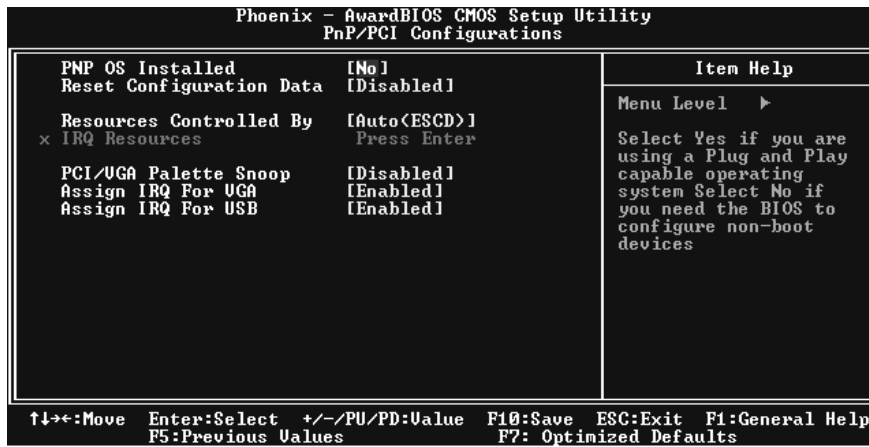 Phoenix - AwardBIOS CMOS Setup Utility
PnP/PCI Configurations
PNP OS Installed [No]
Reset Configuration Data [Disabled]
Resources Controlled By [Auto(ESCD)]
x IRQ Resources Press Enter
PCI/VGA Palette Snoop [Disabled]
Assign IRQ For VGA [Enabled]
Assign IRQ For USB [Enabled]
Item Help
Menu Level ▶
Select Yes if you are
using a Plug and Play
capable operating
system Select No if
you need the BIOS to
configure non-boot
devices
↑↓→←:Move Enter:Select +/-/PU/PD:Value F10:Save ESC:Exit F1:General Help
F5:Previous Values F7: Optimized Defaults